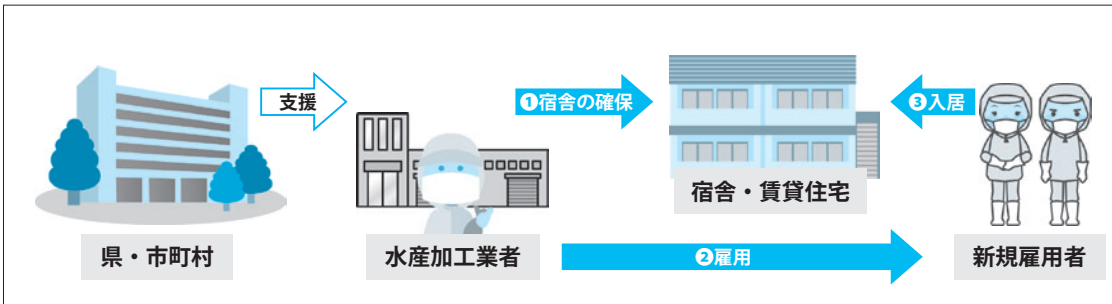 支援
❶宿舎の確保
❸入居
宿舎・賃貸住宅
県・市町村
水産加工業者
❷雇用
新規雇用者